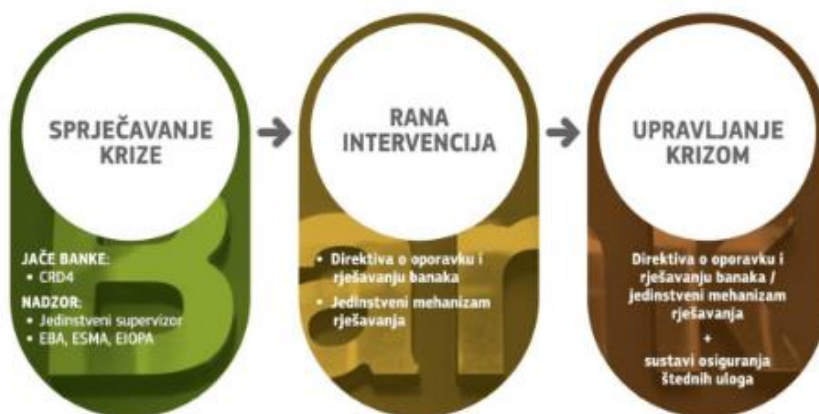 SPRJEČAVANJE
KRIZE
JAČE BANKE:
• CRD4
NADZOR:
• Jedinstveni supervizor
• EBA, ESMA, EIOPA
RANA
INTERVENCIJA
• Direktiva o oporavku i
rješavanju banaka
• Jedinstveni mehanizam
rješavanja
UPRAVLJANJE
KRIZOM
Direktiva o oporavku i
rješavanju banaka /
jedinstveni mehanizam
rješavanja
+
sustavi osiguranja
štednih uloga
Bank